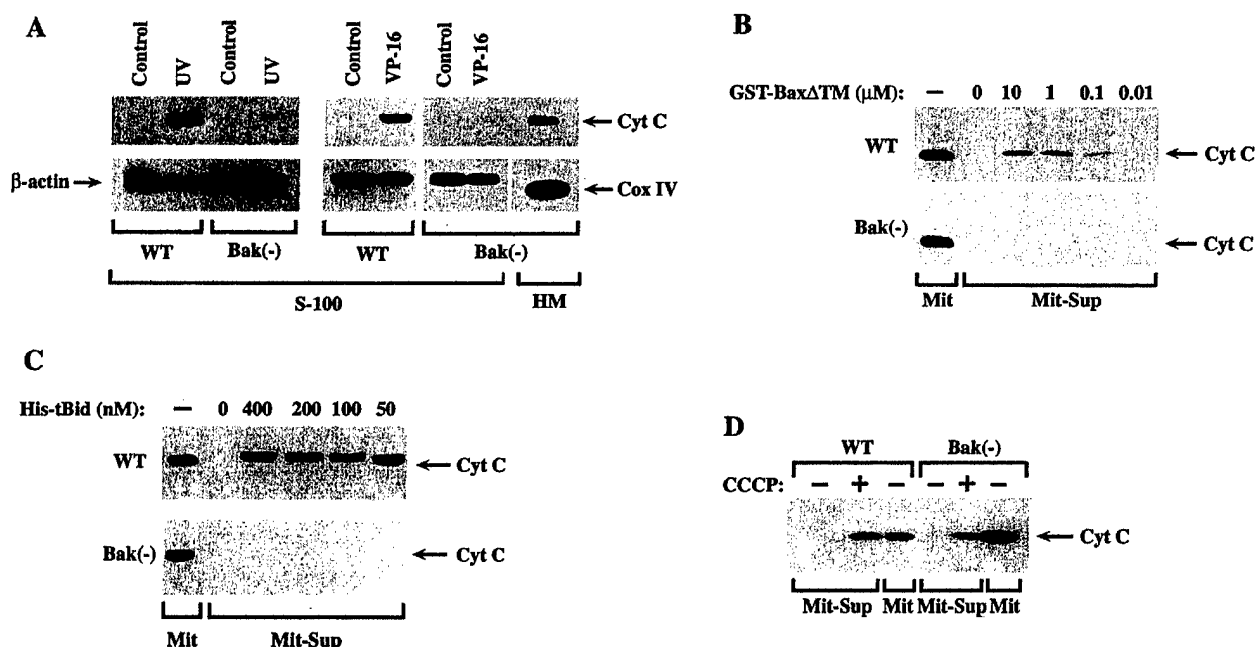 A
Control
UV
Control
UV
Control
VP-16
Control
VP-16
Cyt C
β-actin
Cox IV
WT
Bak(-)
WT
Bak(-)
S-100
HM
B
GST-BaxΔTM (μM): – 0 10 1 0.1 0.01
WT
Cyt C
Bak(-)
Cyt C
Mit
Mit-Sup
C
His-tBid (nM): – 0 400 200 100 50
WT
Cyt C
Bak(-)
Cyt C
Mit
Mit-Sup
D
WT
Bak(-)
CCCP: – + – – + –
Cyt C
Mit-Sup
Mit
Mit-Sup
Mit